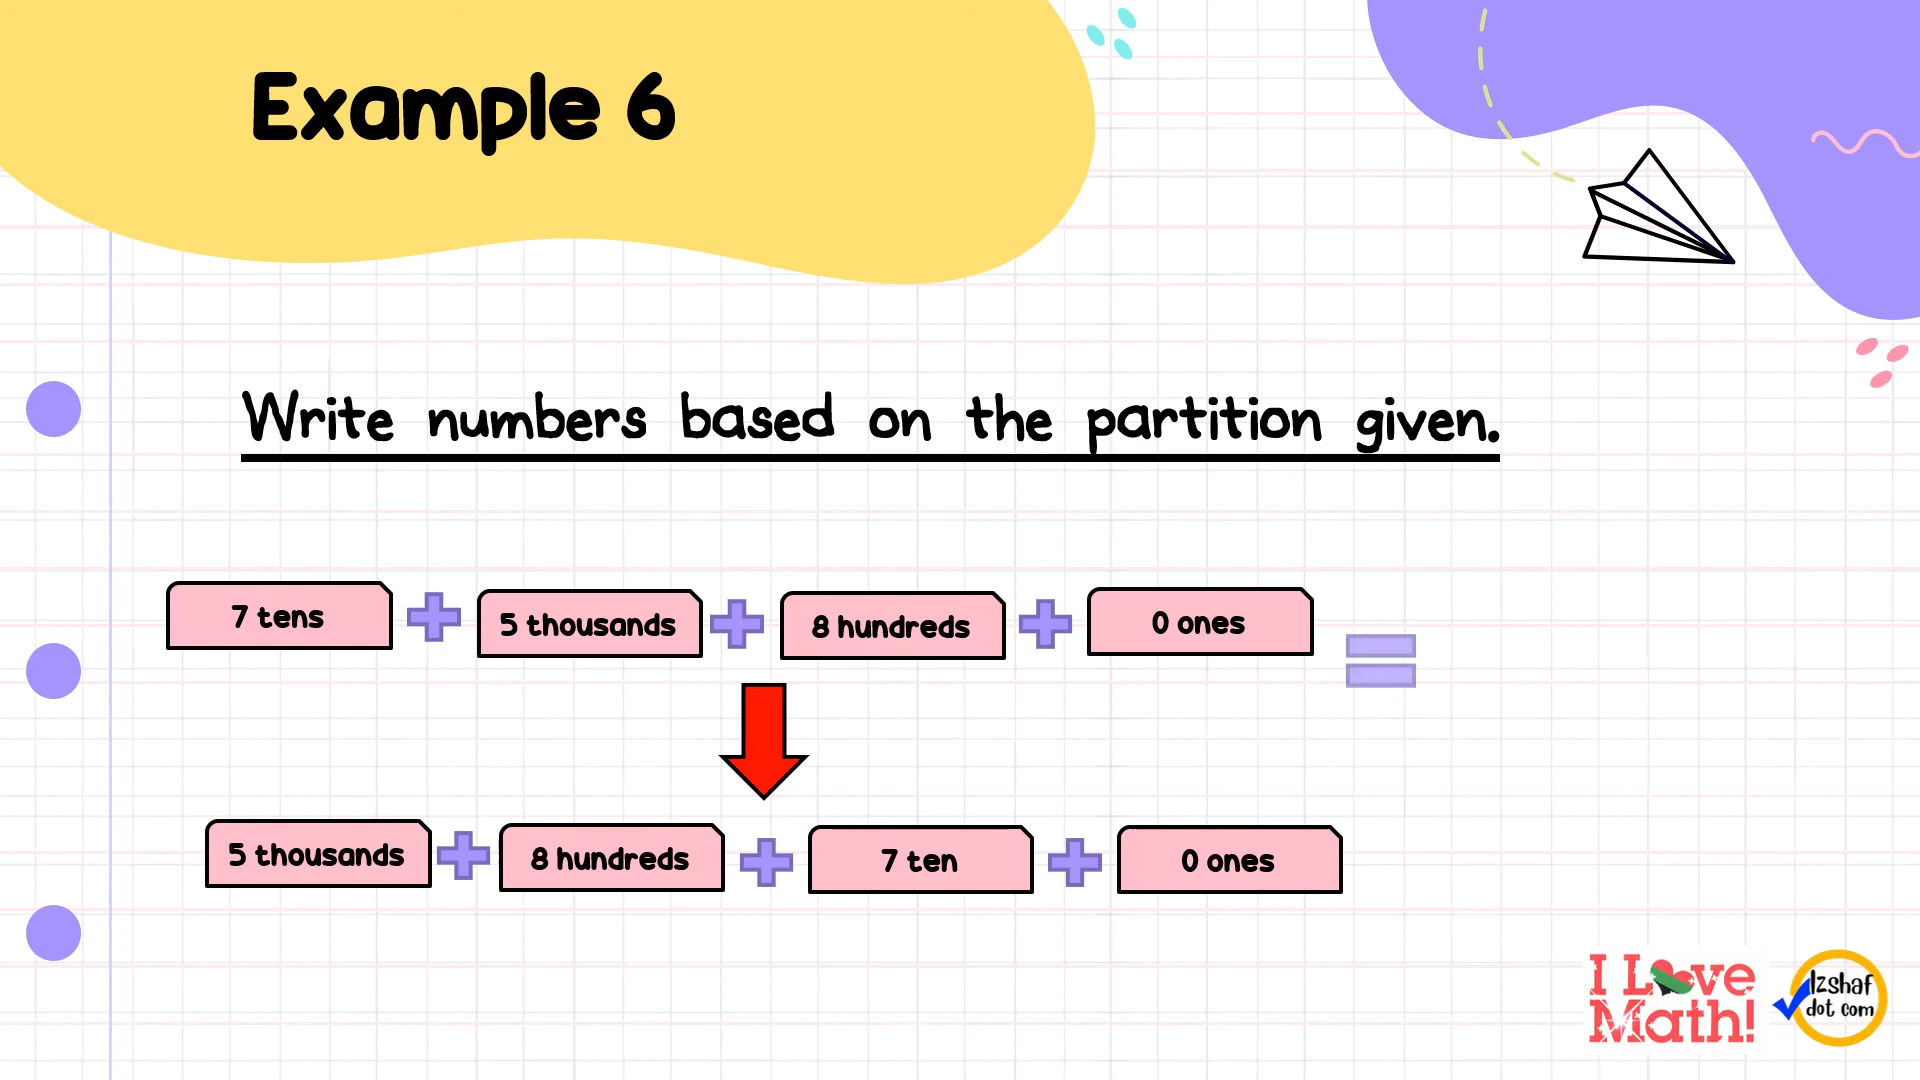 Example 6
Write numbers based on the partition given.
7 tens + 5 thousands + 8 hundreds + 0 ones =
5 thousands + 8 hundreds + 7 ten + 0 ones
I Love
Math!
Izshaf
dot com